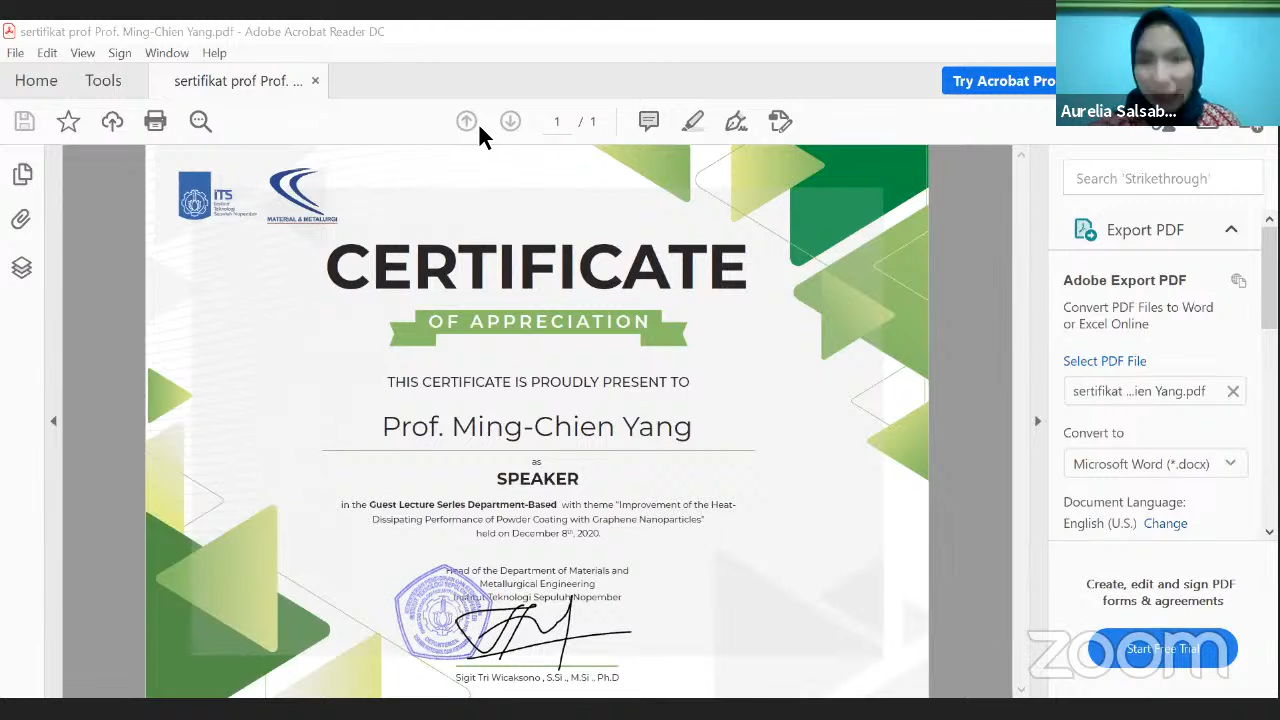 sertifikat prof Prof. Ming-Chien Yang.pdf - Adobe Acrobat Reader DC
File Edit View Sign Window Help
Home Tools sertifikat prof Prof. ... ×
Try Acrobat Pro
Aurelia Salsab...
1 / 1
Search 'Strikethrough'
Export PDF
Adobe Export PDF
Convert PDF Files to Word
or Excel Online
Select PDF File
sertifikat ...ien Yang.pdf
Convert to
Microsoft Word (*.docx)
Document Language:
English (U.S.) Change
Create, edit and sign PDF
forms & agreements
Start Free Trial
zoom
ITS
Institut
Teknologi
Sepuluh Nopember
MATERIAL & METALURGI
CERTIFICATE
OF APPRECIATION
THIS CERTIFICATE IS PROUDLY PRESENT TO
Prof. Ming-Chien Yang
as
SPEAKER
in the Guest Lecture Series Department-Based with theme “Improvement of the Heat-
Dissipating Performance of Powder Coating with Graphene Nanoparticles”
held on December 8th, 2020.
Head of the Department of Materials and
Metallurgical Engineering
Institut Teknologi Sepuluh Nopember
Sigit Tri Wicaksono , S.Si ., M.Si ., Ph.D